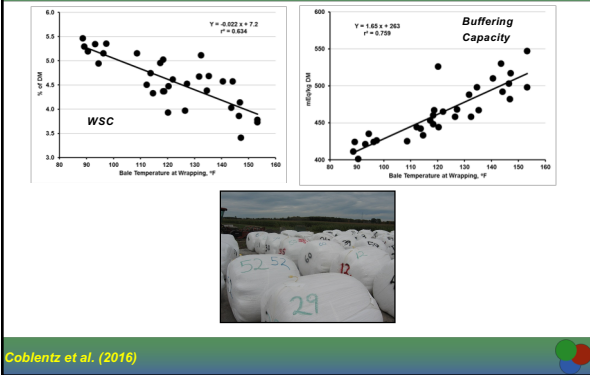 6.0
5.5
5.0
4.5
4.0
3.5
3.0
% of DM
Y = -0.022 x + 7.2
r² = 0.634
WSC
80 90 100 110 120 130 140 150 160
Bale Temperature at Wrapping, °F
600
550
500
450
400
mEq/kg DM
Y = 1.65 x + 263
r² = 0.759
Buffering
Capacity
80 90 100 110 120 130 140 150 160
Bale Temperature at Wrapping, °F
52 52
29
12
60
Coblentz et al. (2016)